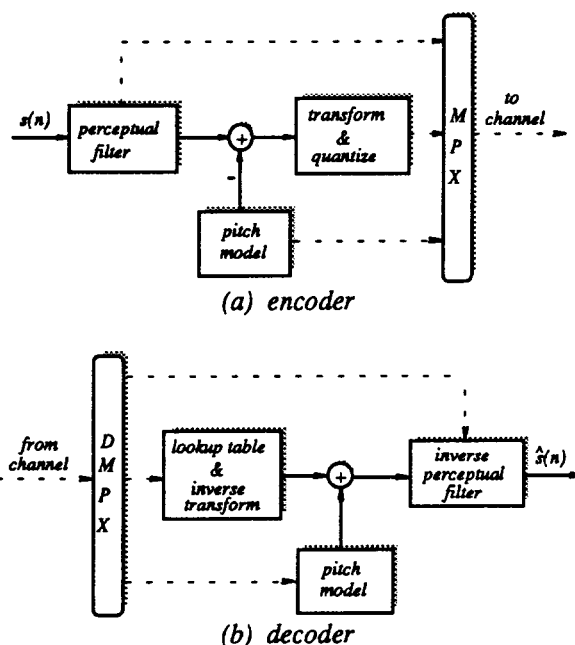 s(n)
perceptual
filter
+
-
pitch
model
transform
&
quantize
M
P
X
to
channel
(a) encoder
from
channel
D
M
P
X
lookup table
&
inverse
transform
+
pitch
model
inverse
perceptual
filter
ŝ(n)
(b) decoder